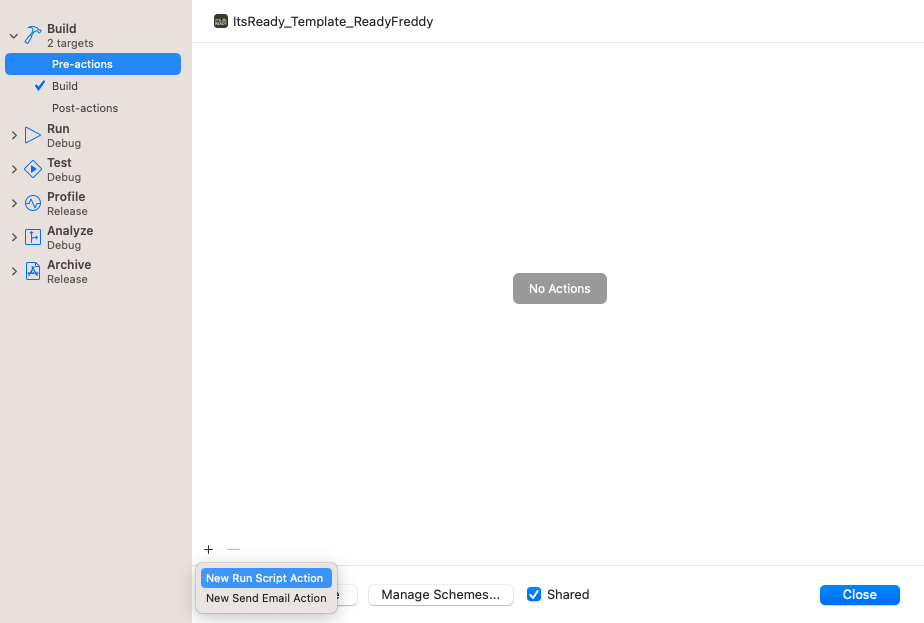 ItsReady_Template_ReadyFreddy
Build
2 targets
Pre-actions
Build
Post-actions
Run
Debug
Test
Debug
Profile
Release
Analyze
Debug
Archive
Release
No Actions
New Run Script Action
New Send Email Action
Manage Schemes...
Shared
Close